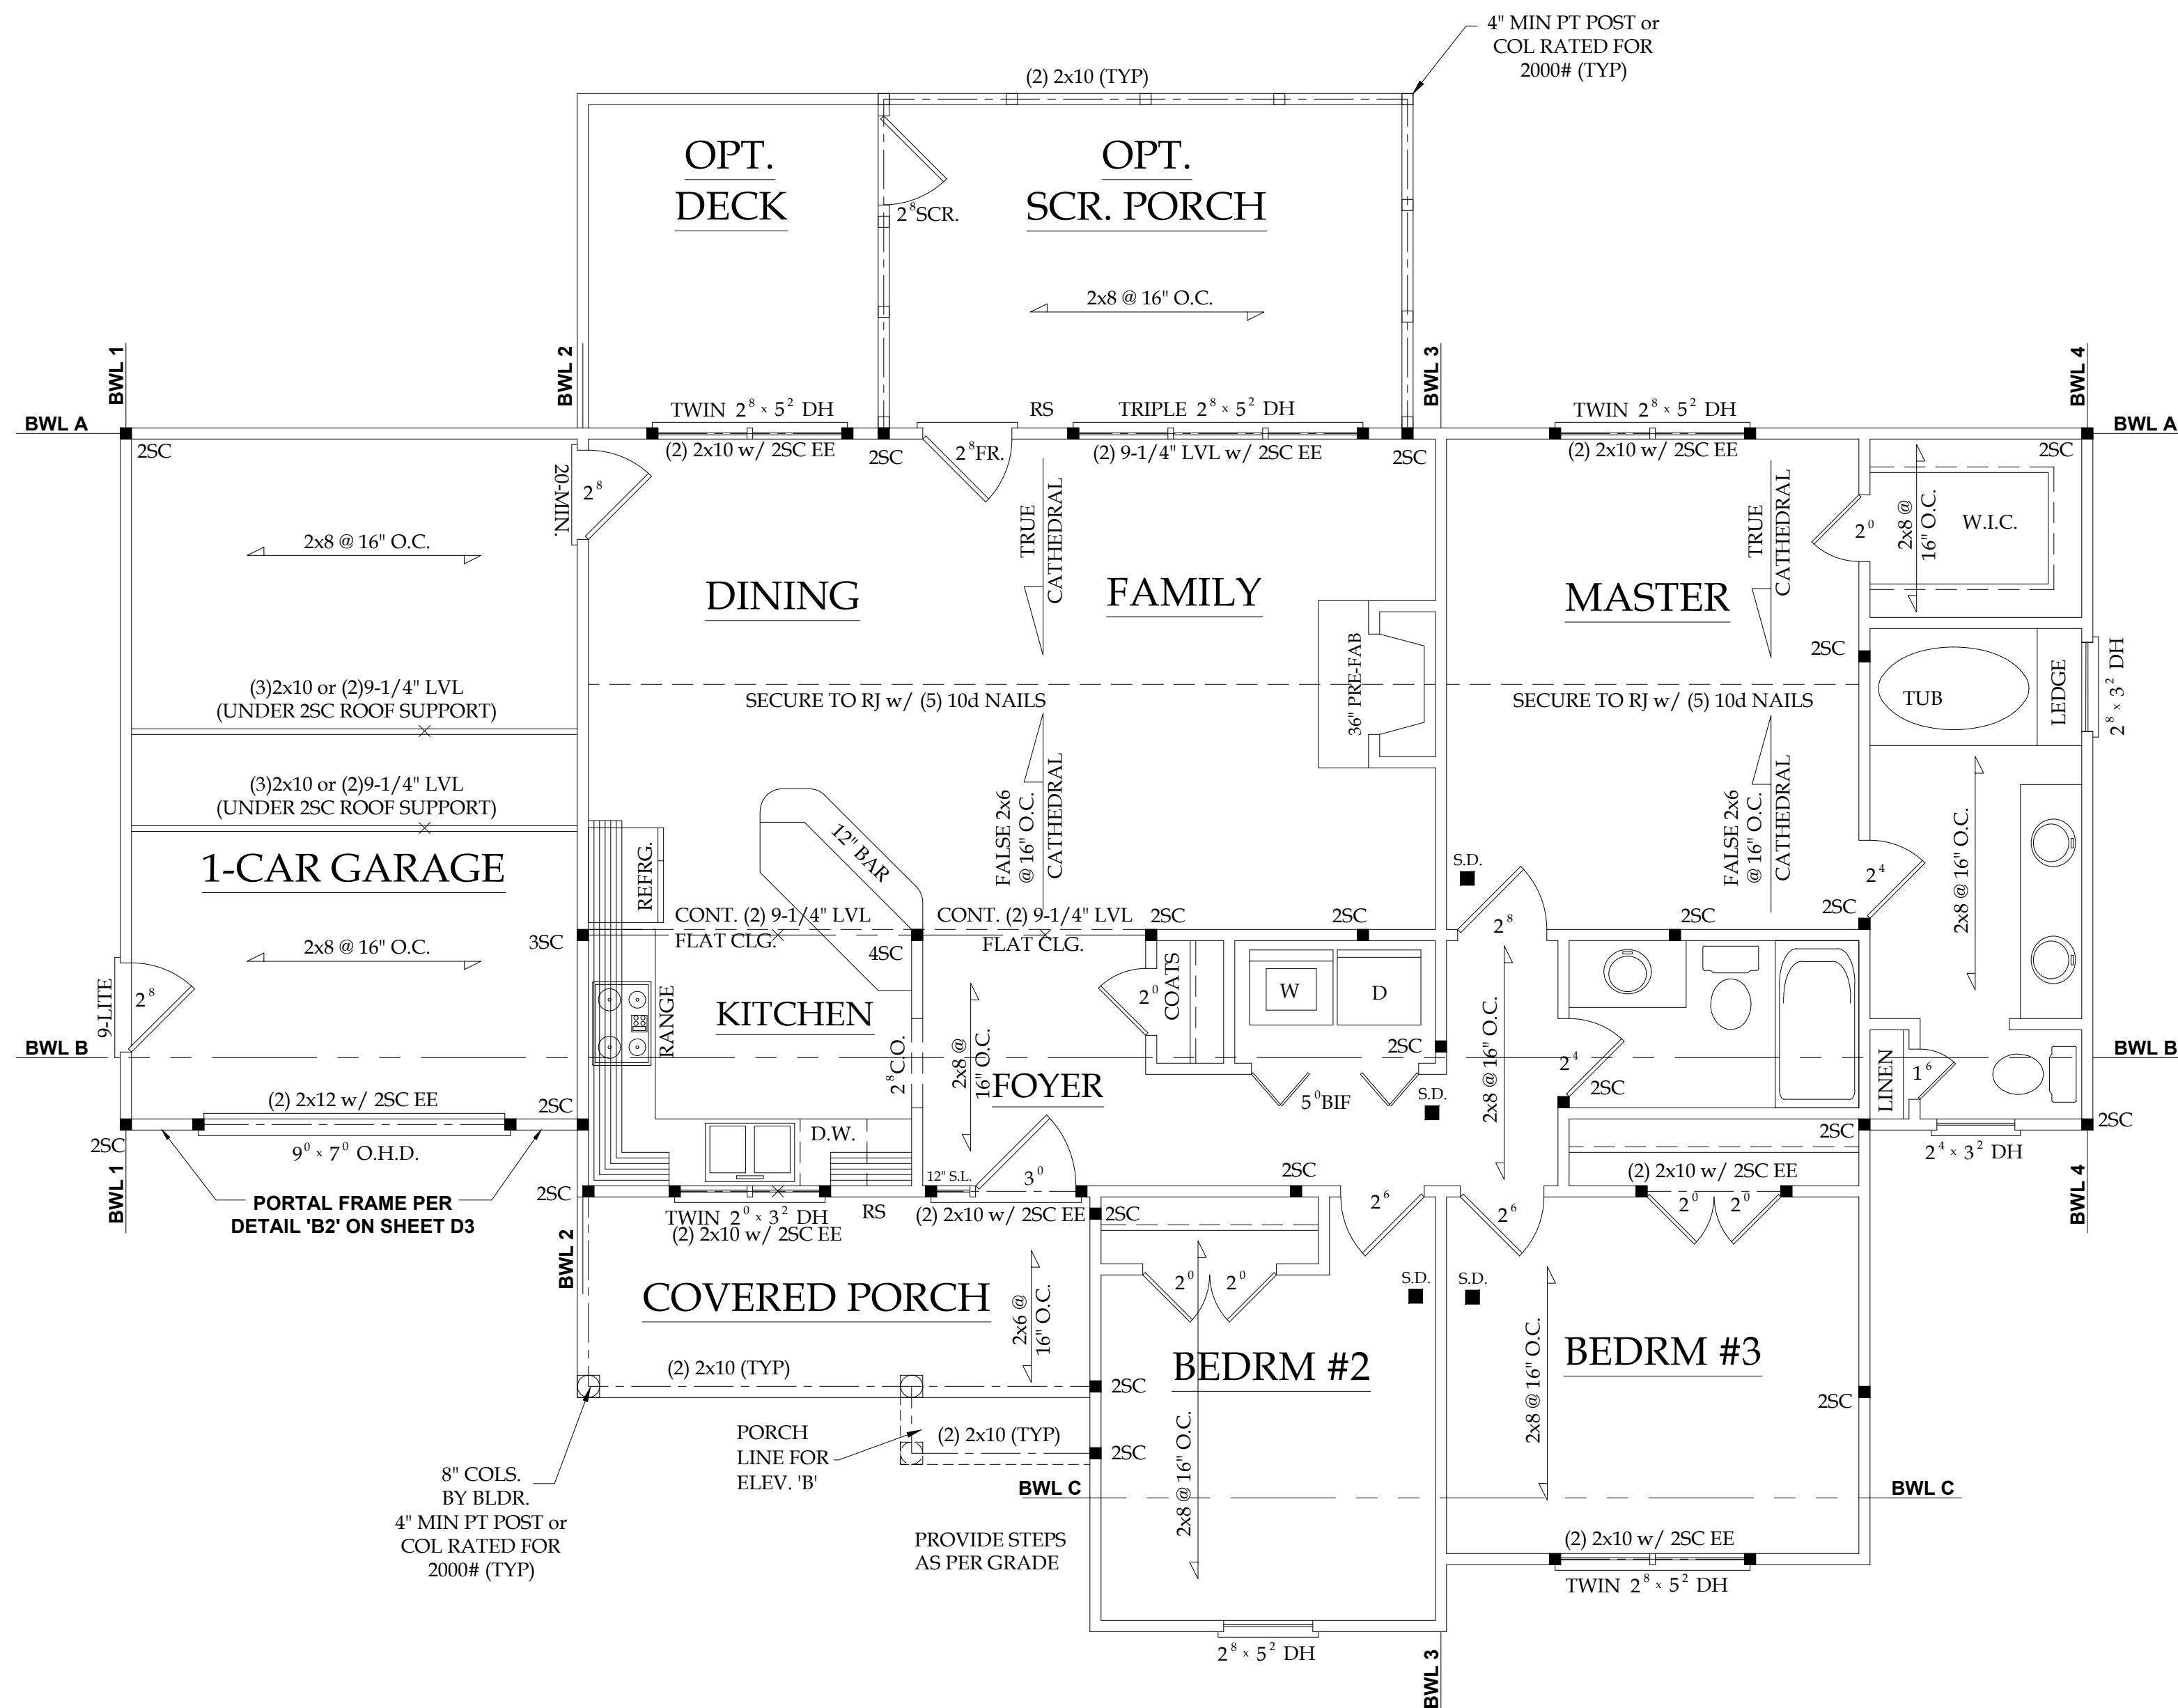 4" MIN PT POST or
COL RATED FOR
2000# (TYP)
(2) 2x10 (TYP)
OPT.
DECK
OPT.
SCR. PORCH
2⁸SCR.
2x8 @ 16" O.C.
BWL 1
BWL 2
BWL 3
BWL 4
BWL A
BWL A
TWIN 2⁸ x 5² DH
RS
TRIPLE 2⁸ x 5² DH
TWIN 2⁸ x 5² DH
2SC
(2) 2x10 w/ 2SC EE
2SC
2⁸FR.
(2) 9-1/4" LVL w/ 2SC EE
2SC
(2) 2x10 w/ 2SC EE
2SC
20-MIN.
2⁸
2x8 @ 16" O.C.
TRUE
CATHEDRAL
TRUE
CATHEDRAL
2⁰
2x8 @
16" O.C.
W.I.C.
DINING
FAMILY
MASTER
36" PRE-FAB
2SC
TUB
LEDGE
2⁸ x 3² DH
(3)2x10 or (2)9-1/4" LVL
(UNDER 2SC ROOF SUPPORT)
SECURE TO RJ w/ (5) 10d NAILS
SECURE TO RJ w/ (5) 10d NAILS
(3)2x10 or (2)9-1/4" LVL
(UNDER 2SC ROOF SUPPORT)
1-CAR GARAGE
REFRG.
12" BAR
FALSE 2x6
@ 16" O.C.
CATHEDRAL
S.D.
FALSE 2x6
@ 16" O.C.
CATHEDRAL
2⁴
2x8 @ 16" O.C.
CONT. (2) 9-1/4" LVL
FLAT CLG.
CONT. (2) 9-1/4" LVL
FLAT CLG.
2SC
2SC
2⁸
2SC
2SC
2x8 @ 16" O.C.
3SC
4SC
9-LITE
2⁸
RANGE
KITCHEN
2⁸C.O.
2x8 @
16" O.C.
2⁰
COATS
W
D
2SC
2x8 @ 16" O.C.
2⁴
2SC
BWL B
BWL B
FOYER
5⁰BIF
S.D.
LINEN
1⁶
(2) 2x12 w/ 2SC EE
2SC
2SC
9⁰ x 7⁰ O.H.D.
D.W.
2SC
2SC
2⁴ x 3² DH
PORTAL FRAME PER
DETAIL 'B2' ON SHEET D3
BWL 1
BWL 4
2SC
12" S.L.
3⁰
2SC
(2) 2x10 w/ 2SC EE
TWIN 2⁰ x 3² DH
(2) 2x10 w/ 2SC EE
RS
(2) 2x10 w/ 2SC EE
2SC
2⁶
2⁶
2⁰
2⁰
BWL 2
COVERED PORCH
2x6 @
16" O.C.
2⁰
2⁰
S.D.
S.D.
(2) 2x10 (TYP)
2SC
BEDRM #2
2x8 @ 16" O.C.
BEDRM #3
2x8 @ 16" O.C.
2SC
PORCH
LINE FOR
ELEV. 'B'
(2) 2x10 (TYP)
2SC
8" COLS.
BY BLDR.
4" MIN PT POST or
COL RATED FOR
2000# (TYP)
BWL C
BWL C
PROVIDE STEPS
AS PER GRADE
(2) 2x10 w/ 2SC EE
TWIN 2⁸ x 5² DH
2⁸ x 5² DH
BWL 3